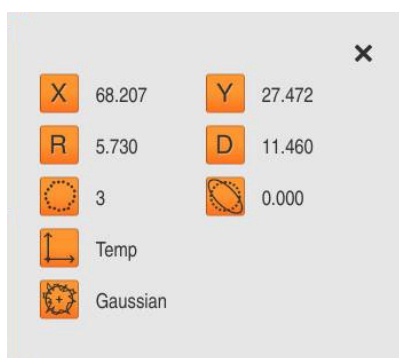 X 68.207 Y 27.472
R 5.730 D 11.460
3 0.000
Temp
Gaussian